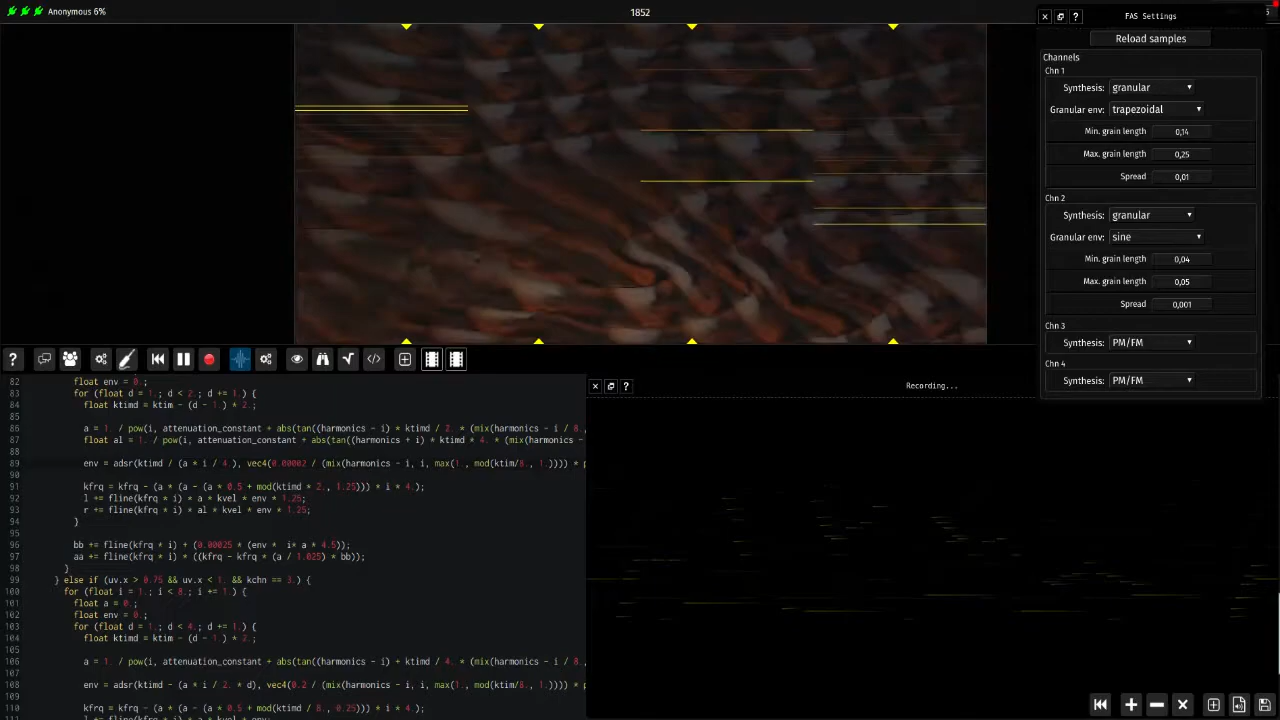 Anonymous 6%
1852
FAS Settings
Reload samples
Channels
Chn 1
Synthesis: granular
Granular env: trapezoidal
Min. grain length 0,14
Max. grain length 0,25
Spread 0,01
Chn 2
Synthesis: granular
Granular env: sine
Min. grain length 0,04
Max. grain length 0,05
Spread 0,001
Chn 3
Synthesis: PM/FM
Chn 4
Synthesis: PM/FM
Recording...
82 float env = 0.;
83 for (float d = 1.; d < 2.; d += 1.) {
84 float ktimd = ktim - (d - 1.) * 2.;
85
86 a = 1. / pow(i, attenuation_constant + abs(tan((harmonics - i) * ktimd / 2. * (mix(harmonics - i / 8.
87 float al = 1. / pow(i, attenuation_constant + abs(tan((harmonics + i) * ktimd * 4. * (mix(harmonics -
88
89 env = adsr(ktimd / (a * i / 4.), vec4(0.00002 / (mix(harmonics - i, i, max(1., mod(ktim/8., 1.)))) * p
90
91 kfrq = kfrq - (a * (a - (a * 0.5 + mod(ktimd * 2., 1.25))) * i * 4.);
92 l += fline(kfrq * i) * a * kvel * env * 1.25;
93 r += fline(kfrq * i) * al * kvel * env * 1.25;
94 }
95
96 bb += fline(kfrq * i) + (0.00025 * (env * i* a * 4.5));
97 aa += fline(kfrq * i) * ((kfrq - kfrq * (a / 1.025) * bb));
98 }
99 } else if (uv.x > 0.75 && uv.x < 1. && kchn == 3.) {
100 for (float i = 1.; i < 8.; i += 1.) {
101 float a = 0.;
102 float env = 0.;
103 for (float d = 1.; d < 4.; d += 1.) {
104 float ktimd = ktim - (d - 1.) * 2.;
105
106 a = 1. / pow(i, attenuation_constant + abs(tan((harmonics - i) + ktimd / 4. * (mix(harmonics - i / 8.
107
108 env = adsr(ktimd - (a * i / 2. * d), vec4(0.2 / (mix(harmonics - i, i, max(1., mod(ktim/8., 1.)))) * p
109
110 kfrq = kfrq - (a * (a - (a * 0.5 + mod(ktimd / 8., 0.25))) * i * 4.);